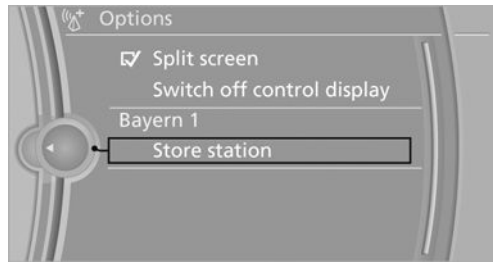 Options
Split screen
Switch off control display
Bayern 1
Store station